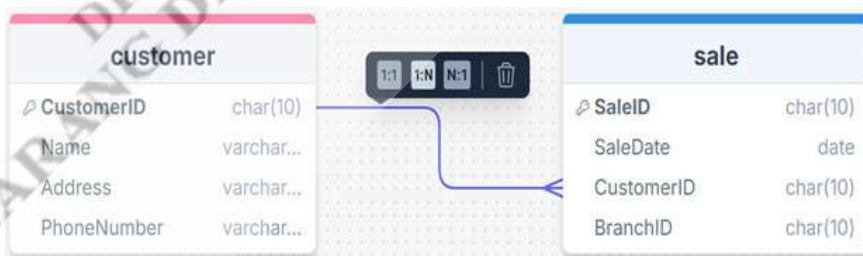 customer
CustomerID char(10)
Name varchar...
Address varchar...
PhoneNumber varchar...
1:1 1:N N:1
sale
SaleID char(10)
SaleDate date
CustomerID char(10)
BranchID char(10)